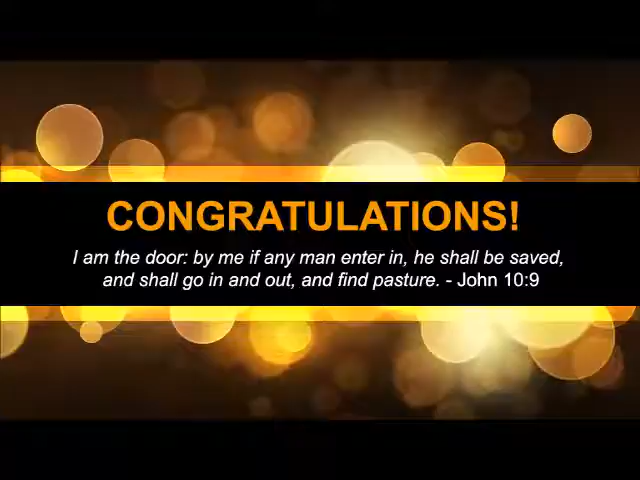 CONGRATULATIONS!
I am the door: by me if any man enter in, he shall be saved,
and shall go in and out, and find pasture. - John 10:9